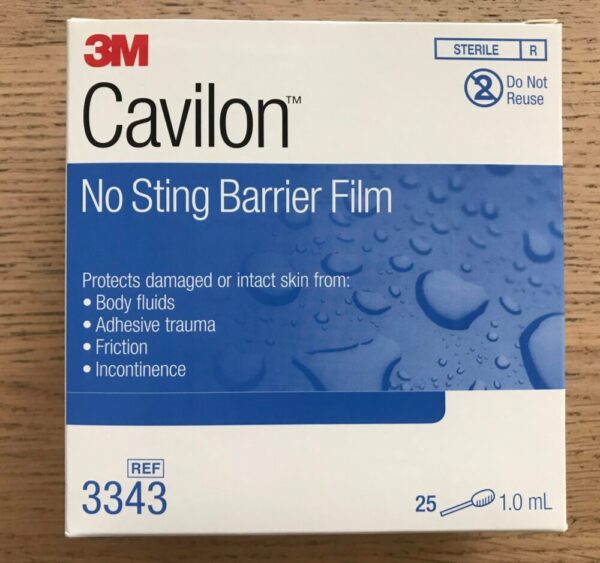 3M
STERILE R
Do Not
Reuse
Cavilon™
No Sting Barrier Film
Protects damaged or intact skin from:
• Body fluids
• Adhesive trauma
• Friction
• Incontinence
REF
3343
25 1.0 mL